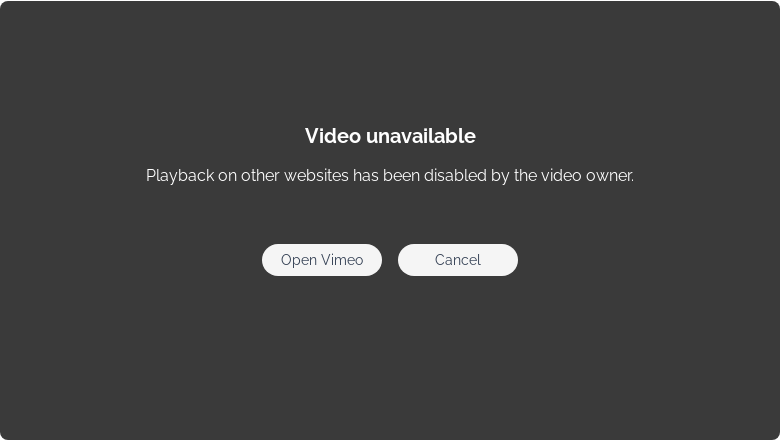 Video unavailable
Playback on other websites has been disabled by the video owner.
Open Vimeo
Cancel